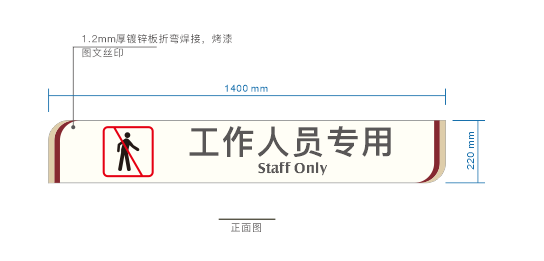 1.2mm厚镀锌板折弯焊接，烤漆
图文丝印
1400 mm
工作人员专用
Staff Only
220 mm
正面图